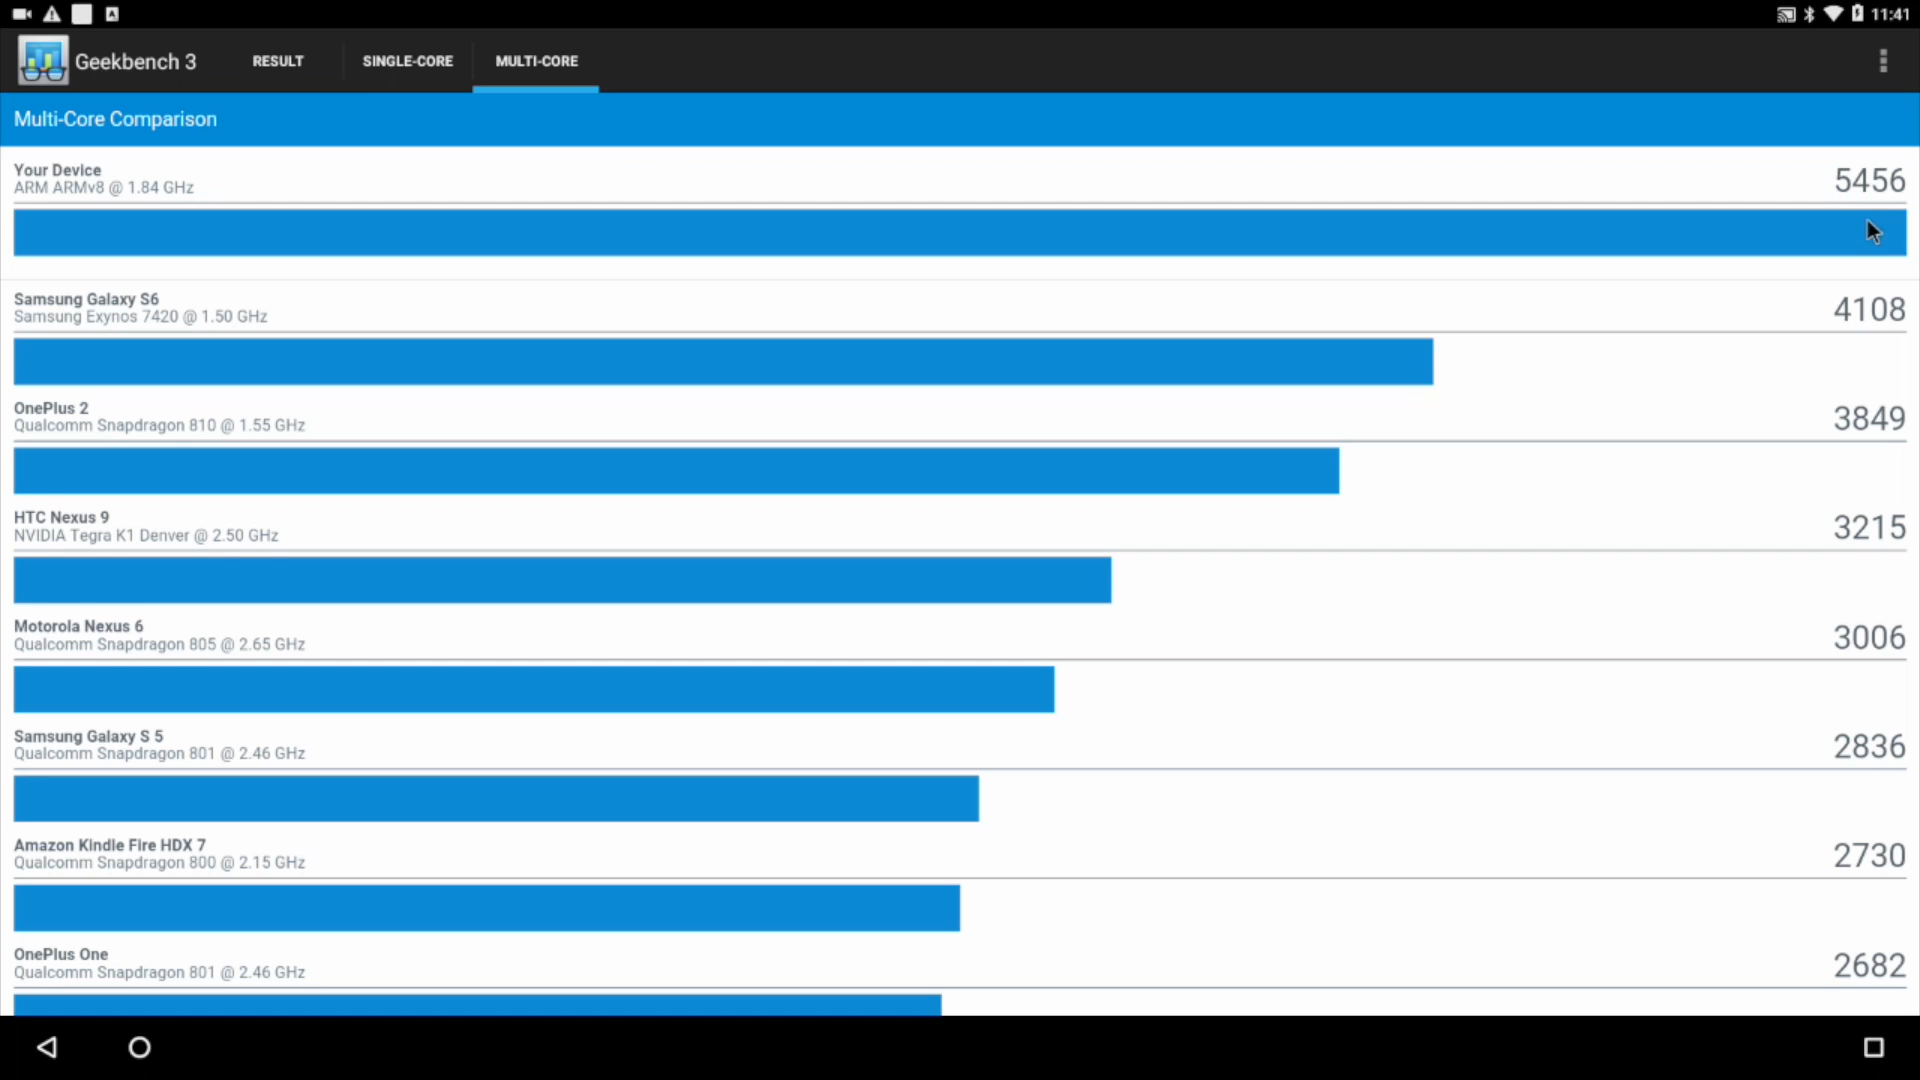 11:41
Geekbench 3
RESULT
SINGLE-CORE
MULTI-CORE
Multi-Core Comparison
Your Device
ARM ARMv8 @ 1.84 GHz
5456
Samsung Galaxy S6
Samsung Exynos 7420 @ 1.50 GHz
4108
OnePlus 2
Qualcomm Snapdragon 810 @ 1.55 GHz
3849
HTC Nexus 9
NVIDIA Tegra K1 Denver @ 2.50 GHz
3215
Motorola Nexus 6
Qualcomm Snapdragon 805 @ 2.65 GHz
3006
Samsung Galaxy S 5
Qualcomm Snapdragon 801 @ 2.46 GHz
2836
Amazon Kindle Fire HDX 7
Qualcomm Snapdragon 800 @ 2.15 GHz
2730
OnePlus One
Qualcomm Snapdragon 801 @ 2.46 GHz
2682